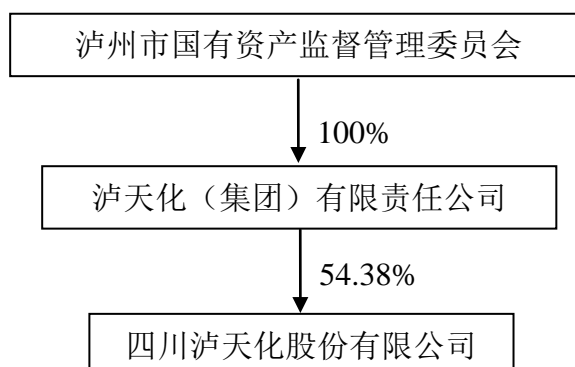 泸州市国有资产监督管理委员会
100%
泸天化（集团）有限责任公司
54.38%
四川泸天化股份有限公司